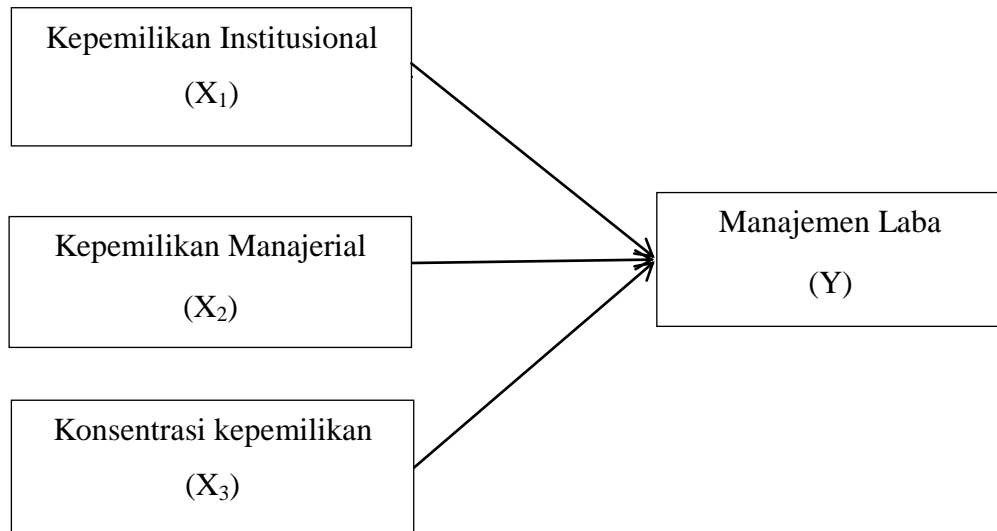 Kepemilikan Institusional
(X₁)
Kepemilikan Manajerial
(X₂)
Konsentrasi kepemilikan
(X₃)
Manajemen Laba
(Y)